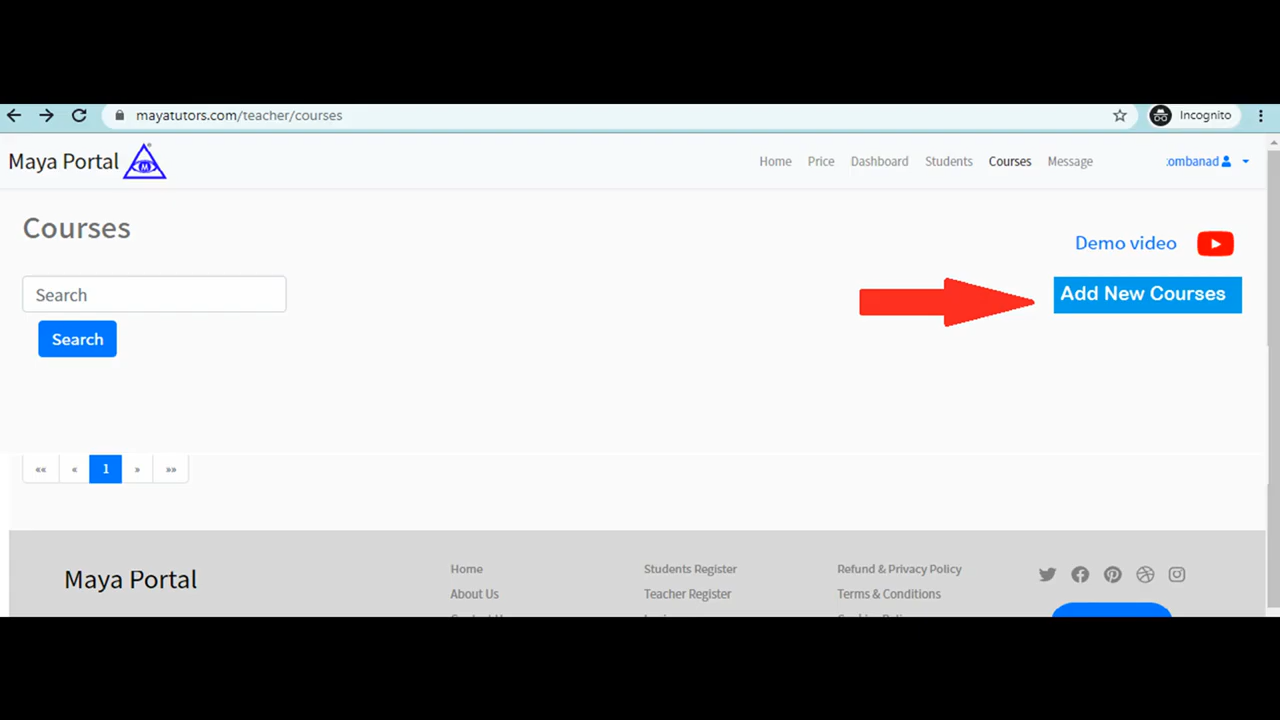 mayatutors.com/teacher/courses
Incognito
Maya Portal M
Home Price Dashboard Students Courses Message
:ombanad
Courses
Demo video
Search
Add New Courses
Search
«« « 1 » »»
Maya Portal
Home
About Us
Students Register
Teacher Register
Refund & Privacy Policy
Terms & Conditions